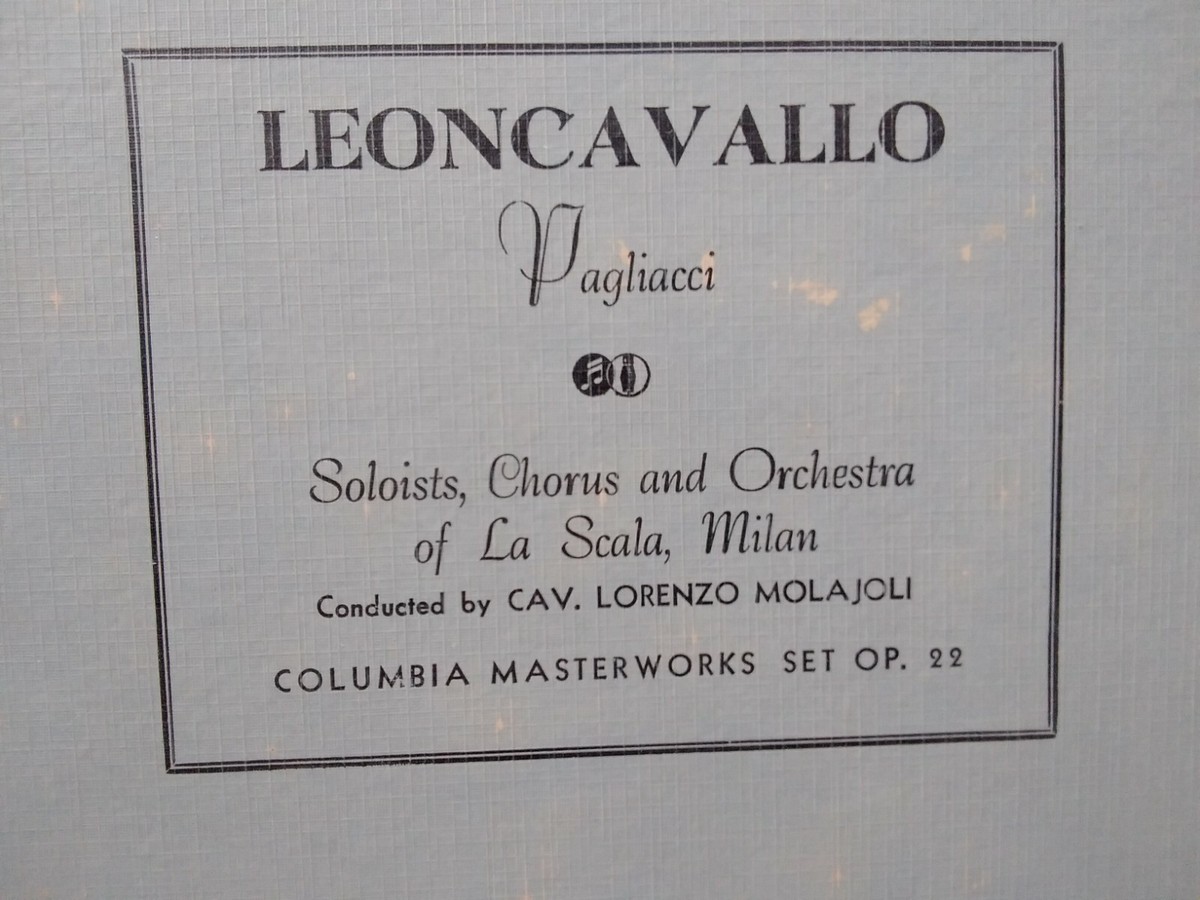 LEONCAVALLO
Pagliacci
Soloists, Chorus and Orchestra
of La Scala, Milan
Conducted by CAV. LORENZO MOLAJOLI
COLUMBIA MASTERWORKS SET OP. 22